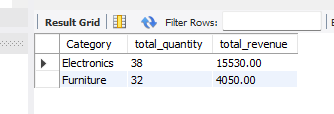 Result Grid Filter Rows:
Category total_quantity total_revenue
Electronics 38 15530.00
Furniture 32 4050.00